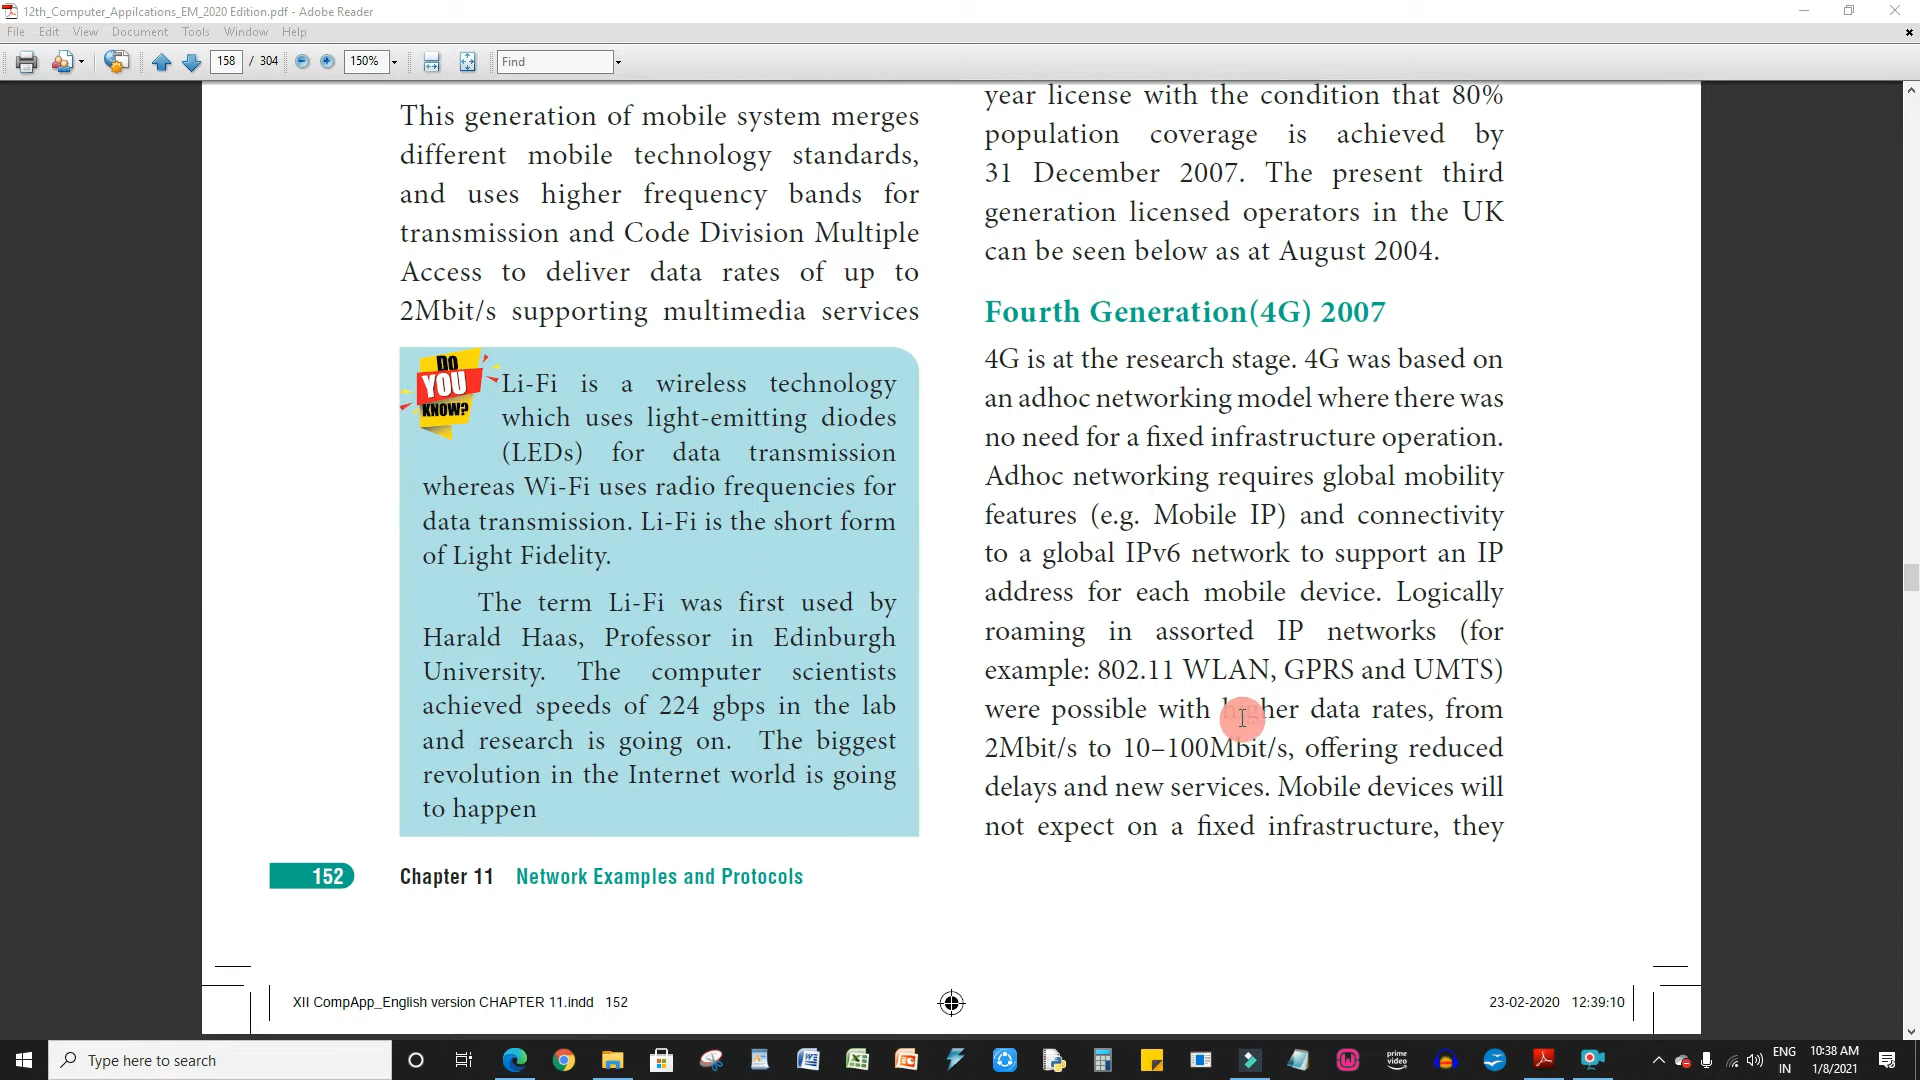 12th_Computer_Appilcations_EM_2020 Edition.pdf - Adobe Reader
File Edit View Document Tools Window Help
158 / 304 150% Find
This generation of mobile system merges
different mobile technology standards,
and uses higher frequency bands for
transmission and Code Division Multiple
Access to deliver data rates of up to
2Mbit/s supporting multimedia services
DO
YOU
KNOW?
Li-Fi is a wireless technology
which uses light-emitting diodes
(LEDs) for data transmission
whereas Wi-Fi uses radio frequencies for
data transmission. Li-Fi is the short form
of Light Fidelity.
The term Li-Fi was first used by
Harald Haas, Professor in Edinburgh
University. The computer scientists
achieved speeds of 224 gbps in the lab
and research is going on. The biggest
revolution in the Internet world is going
to happen
year license with the condition that 80%
population coverage is achieved by
31 December 2007. The present third
generation licensed operators in the UK
can be seen below as at August 2004.
Fourth Generation(4G) 2007
4G is at the research stage. 4G was based on
an adhoc networking model where there was
no need for a fixed infrastructure operation.
Adhoc networking requires global mobility
features (e.g. Mobile IP) and connectivity
to a global IPv6 network to support an IP
address for each mobile device. Logically
roaming in assorted IP networks (for
example: 802.11 WLAN, GPRS and UMTS)
were possible with higher data rates, from
2Mbit/s to 10–100Mbit/s, offering reduced
delays and new services. Mobile devices will
not expect on a fixed infrastructure, they
152 Chapter 11 Network Examples and Protocols
XII CompApp_English version CHAPTER 11.indd 152
23-02-2020 12:39:10
Type here to search
prime
video
ENG
IN
10:38 AM
1/8/2021